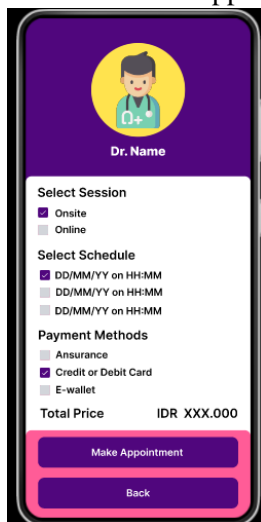 Dr. Name
Select Session
Onsite
Online
Select Schedule
DD/MM/YY on HH:MM
DD/MM/YY on HH:MM
DD/MM/YY on HH:MM
Payment Methods
Ansurance
Credit or Debit Card
E-wallet
Total Price IDR XXX.000
Make Appointment
Back